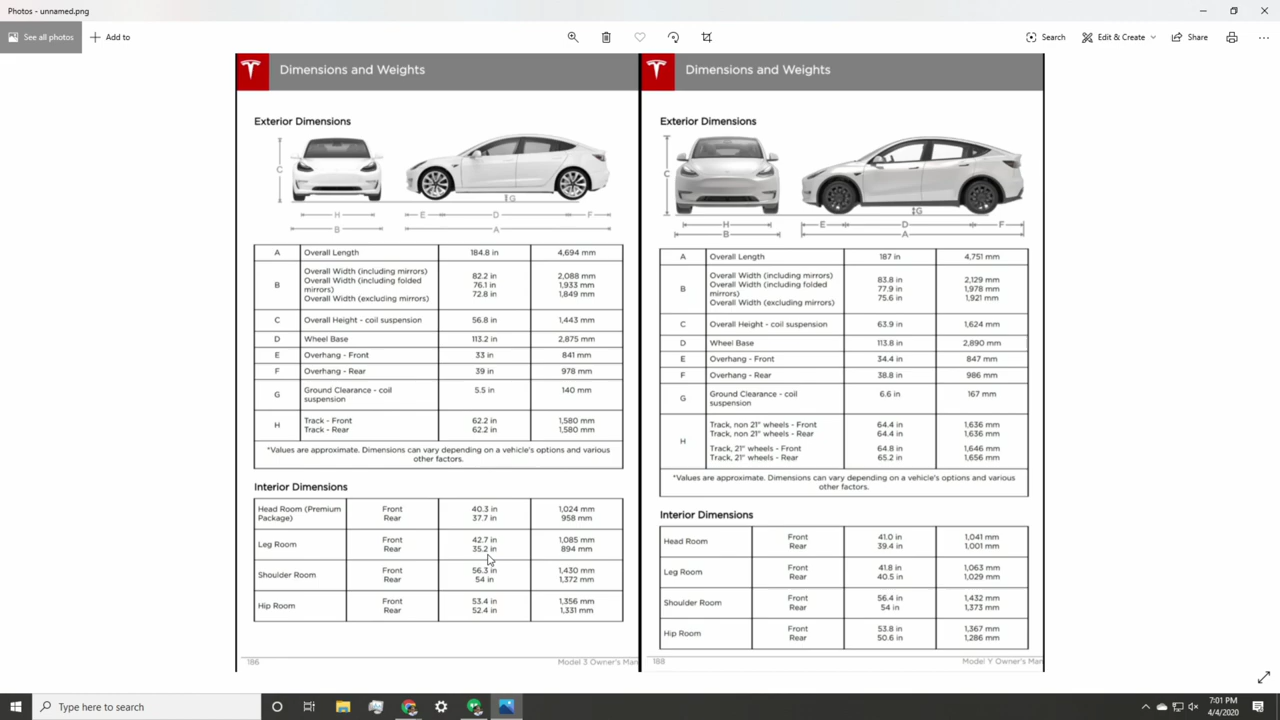 Photos - unnamed.png
See all photos
Add to
Search
Edit & Create
Share
Dimensions and Weights
Exterior Dimensions
C
G
H
E
D
F
B
A
A Overall Length 184.8 in 4,694 mm
Overall Width (including mirrors) 82.2 in 2,088 mm
B Overall Width (including folded mirrors) 76.1 in 1,933 mm
Overall Width (excluding mirrors) 72.8 in 1,849 mm
C Overall Height - coil suspension 56.8 in 1,443 mm
D Wheel Base 113.2 in 2,875 mm
E Overhang - Front 33 in 841 mm
F Overhang - Rear 39 in 978 mm
G Ground Clearance - coil suspension 5.5 in 140 mm
H Track - Front 62.2 in 1,580 mm
Track - Rear 62.2 in 1,580 mm
*Values are approximate. Dimensions can vary depending on a vehicle's options and various
other factors.
Interior Dimensions
Head Room (Premium Package) Front 40.3 in 1,024 mm
Rear 37.7 in 958 mm
Leg Room Front 42.7 in 1,085 mm
Rear 35.2 in 894 mm
Shoulder Room Front 56.3 in 1,430 mm
Rear 54 in 1,372 mm
Hip Room Front 53.4 in 1,356 mm
Rear 52.4 in 1,331 mm
186 Model 3 Owner's Man
Dimensions and Weights
Exterior Dimensions
C
G
H
E
D
F
B
A
A Overall Length 187 in 4,751 mm
Overall Width (including mirrors) 83.8 in 2,129 mm
B Overall Width (including folded mirrors) 77.9 in 1,978 mm
Overall Width (excluding mirrors) 75.6 in 1,921 mm
C Overall Height - coil suspension 63.9 in 1,624 mm
D Wheel Base 113.8 in 2,890 mm
E Overhang - Front 34.4 in 847 mm
F Overhang - Rear 38.8 in 986 mm
G Ground Clearance - coil suspension 6.6 in 167 mm
H Track, non 21" wheels - Front 64.4 in 1,636 mm
Track, non 21" wheels - Rear 64.4 in 1,636 mm
Track, 21" wheels - Front 64.8 in 1,646 mm
Track, 21" wheels - Rear 65.2 in 1,656 mm
*Values are approximate. Dimensions can vary depending on a vehicle's options and various
other factors.
Interior Dimensions
Head Room Front 41.0 in 1,041 mm
Rear 39.4 in 1,001 mm
Leg Room Front 41.8 in 1,063 mm
Rear 40.5 in 1,029 mm
Shoulder Room Front 56.4 in 1,432 mm
Rear 54 in 1,373 mm
Hip Room Front 53.8 in 1,367 mm
Rear 50.6 in 1,286 mm
188 Model Y Owner's Man
Type here to search
7:01 PM
4/4/2020